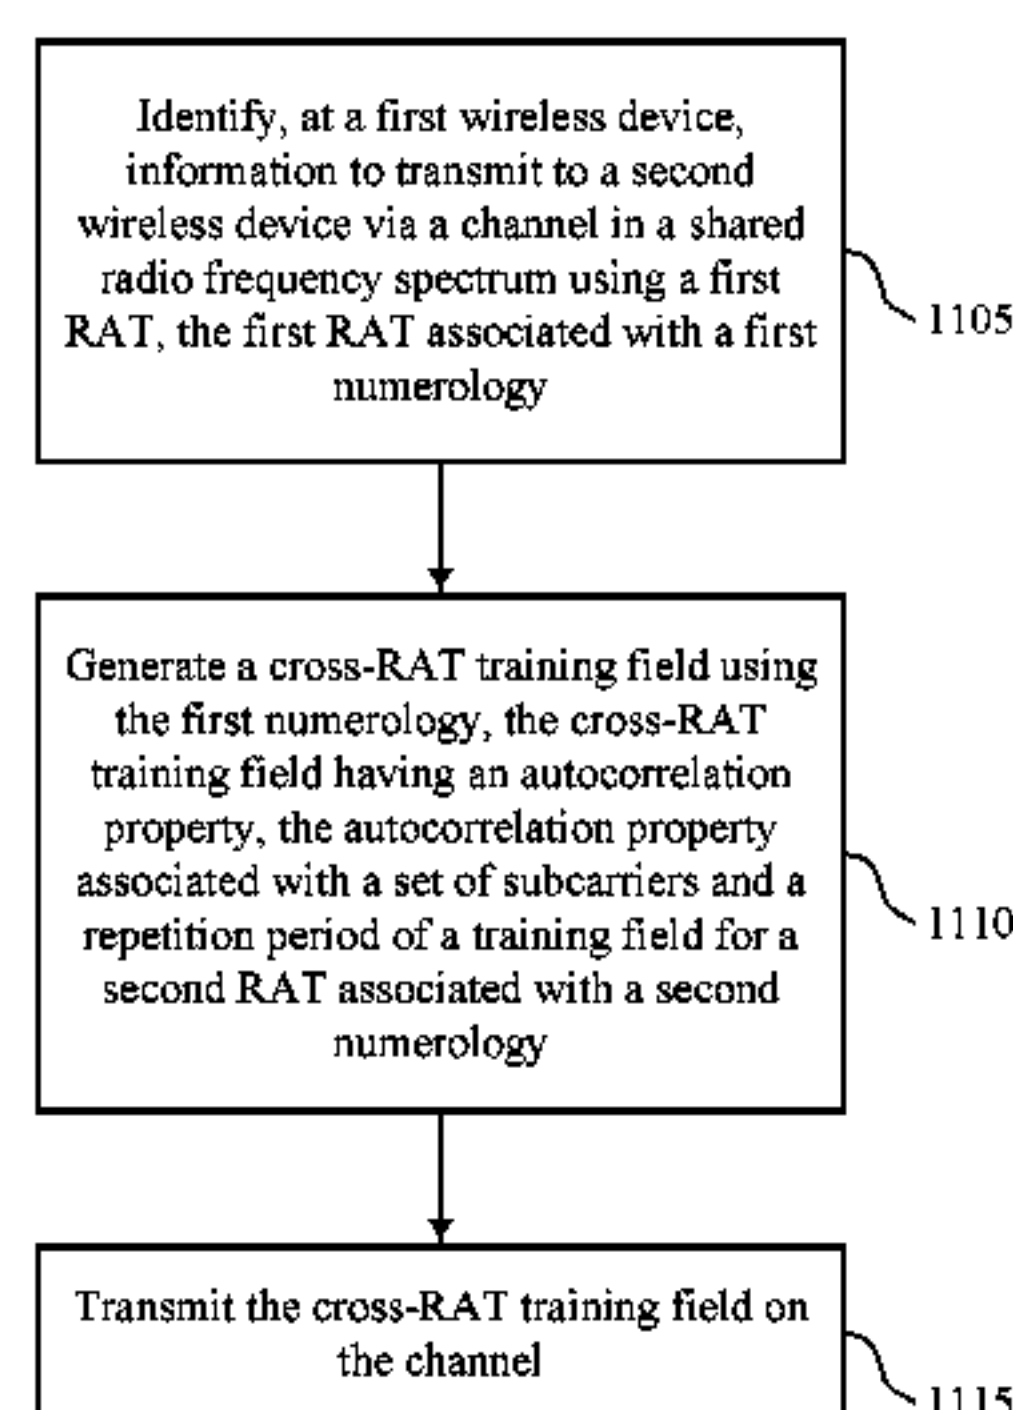 Identify, at a first wireless device,
information to transmit to a second
wireless device via a channel in a shared
radio frequency spectrum using a first
RAT, the first RAT associated with a first
numerology
1105
Generate a cross-RAT training field using
the first numerology, the cross-RAT
training field having an autocorrelation
property, the autocorrelation property
associated with a set of subcarriers and a
repetition period of a training field for a
second RAT associated with a second
numerology
1110
Transmit the cross-RAT training field on
the channel
1115